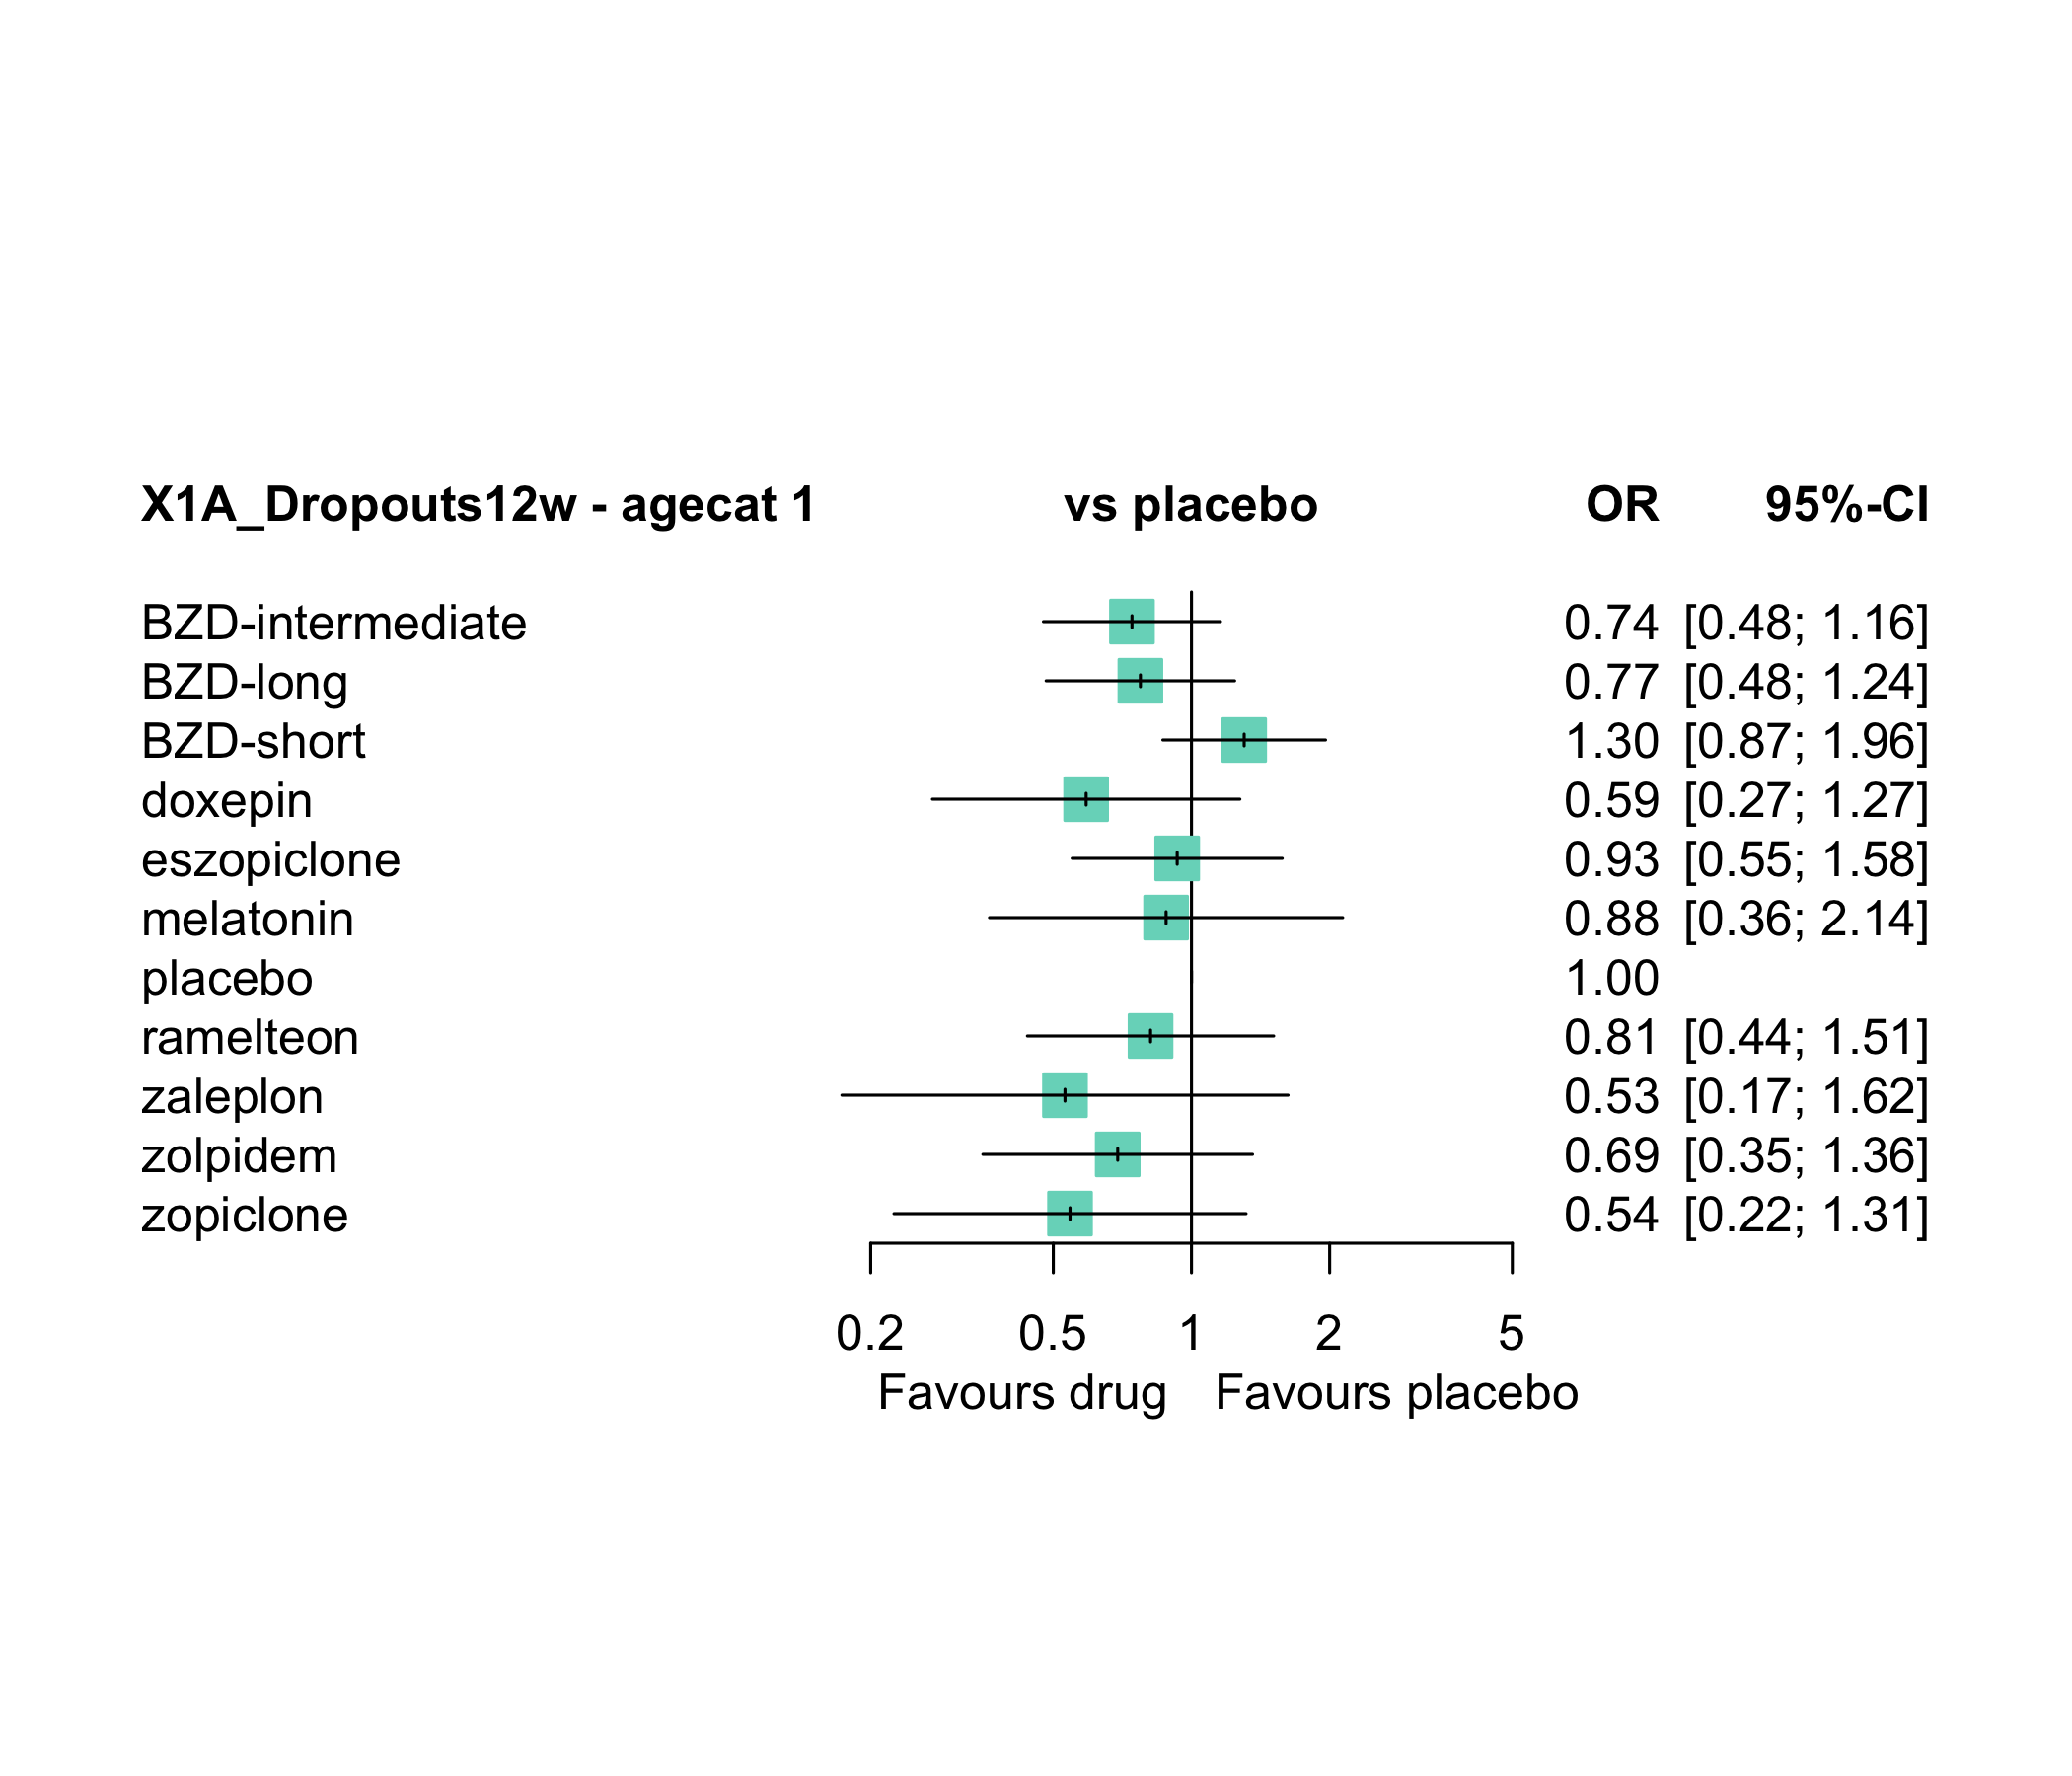 X1A_Dropouts12w - agecat 1 vs placebo OR 95%-CI
BZD-intermediate 0.74 [0.48; 1.16]
BZD-long 0.77 [0.48; 1.24]
BZD-short 1.30 [0.87; 1.96]
doxepin 0.59 [0.27; 1.27]
eszopiclone 0.93 [0.55; 1.58]
melatonin 0.88 [0.36; 2.14]
placebo 1.00
ramelteon 0.81 [0.44; 1.51]
zaleplon 0.53 [0.17; 1.62]
zolpidem 0.69 [0.35; 1.36]
zopiclone 0.54 [0.22; 1.31]
0.2 0.5 1 2 5
Favours drug Favours placebo